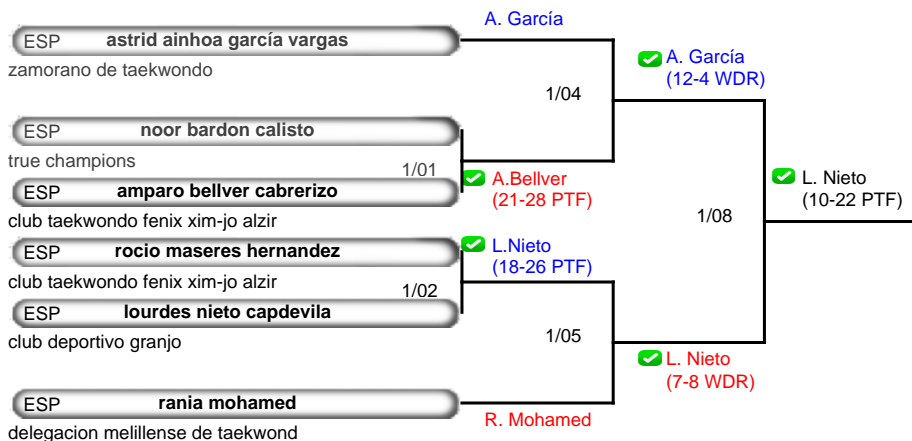 A. García
ESP astrid ainhoa garcía vargas
zamorano de taekwondo
A. García
(12-4 WDR)
1/04
ESP noor bardon calisto
true champions
1/01
A.Bellver
(21-28 PTF)
ESP amparo bellver cabrerizo
club taekwondo fenix xim-jo alzir
L. Nieto
(10-22 PTF)
1/08
ESP rocio maseres hernandez
club taekwondo fenix xim-jo alzir
L.Nieto
(18-26 PTF)
1/02
ESP lourdes nieto capdevila
club deportivo granjo
1/05
L. Nieto
(7-8 WDR)
ESP rania mohamed
R. Mohamed
delegacion melillense de taekwond